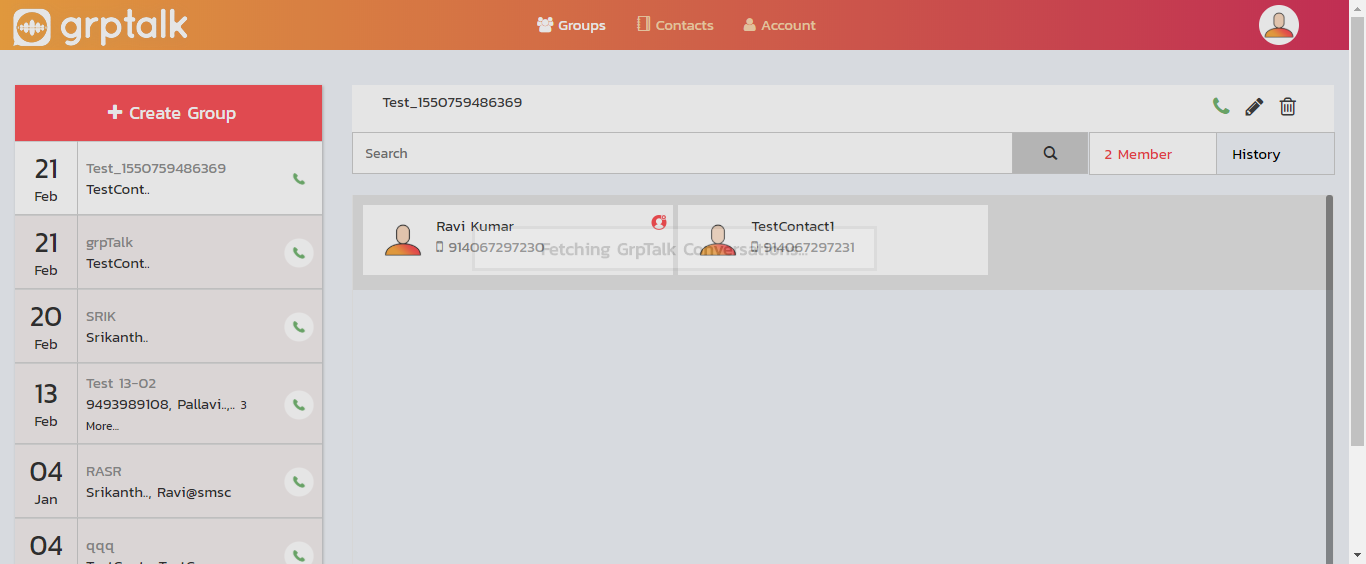 grptalk
Groups
Contacts
Account
Create Group
21
Feb
Test_1550759486369
TestCont..
21
Feb
grpTalk
TestCont..
20
Feb
SRIK
Srikanth..
13
Feb
Test 13-02
9493989108, Pallavi..,.. 3
More...
04
Jan
RASR
Srikanth.., Ravi@smsc
04
qqq
Test_1550759486369
Search
2 Member
History
Ravi Kumar
914067297230
TestContact1
914067297231
Fetching GrpTalk Conversations...